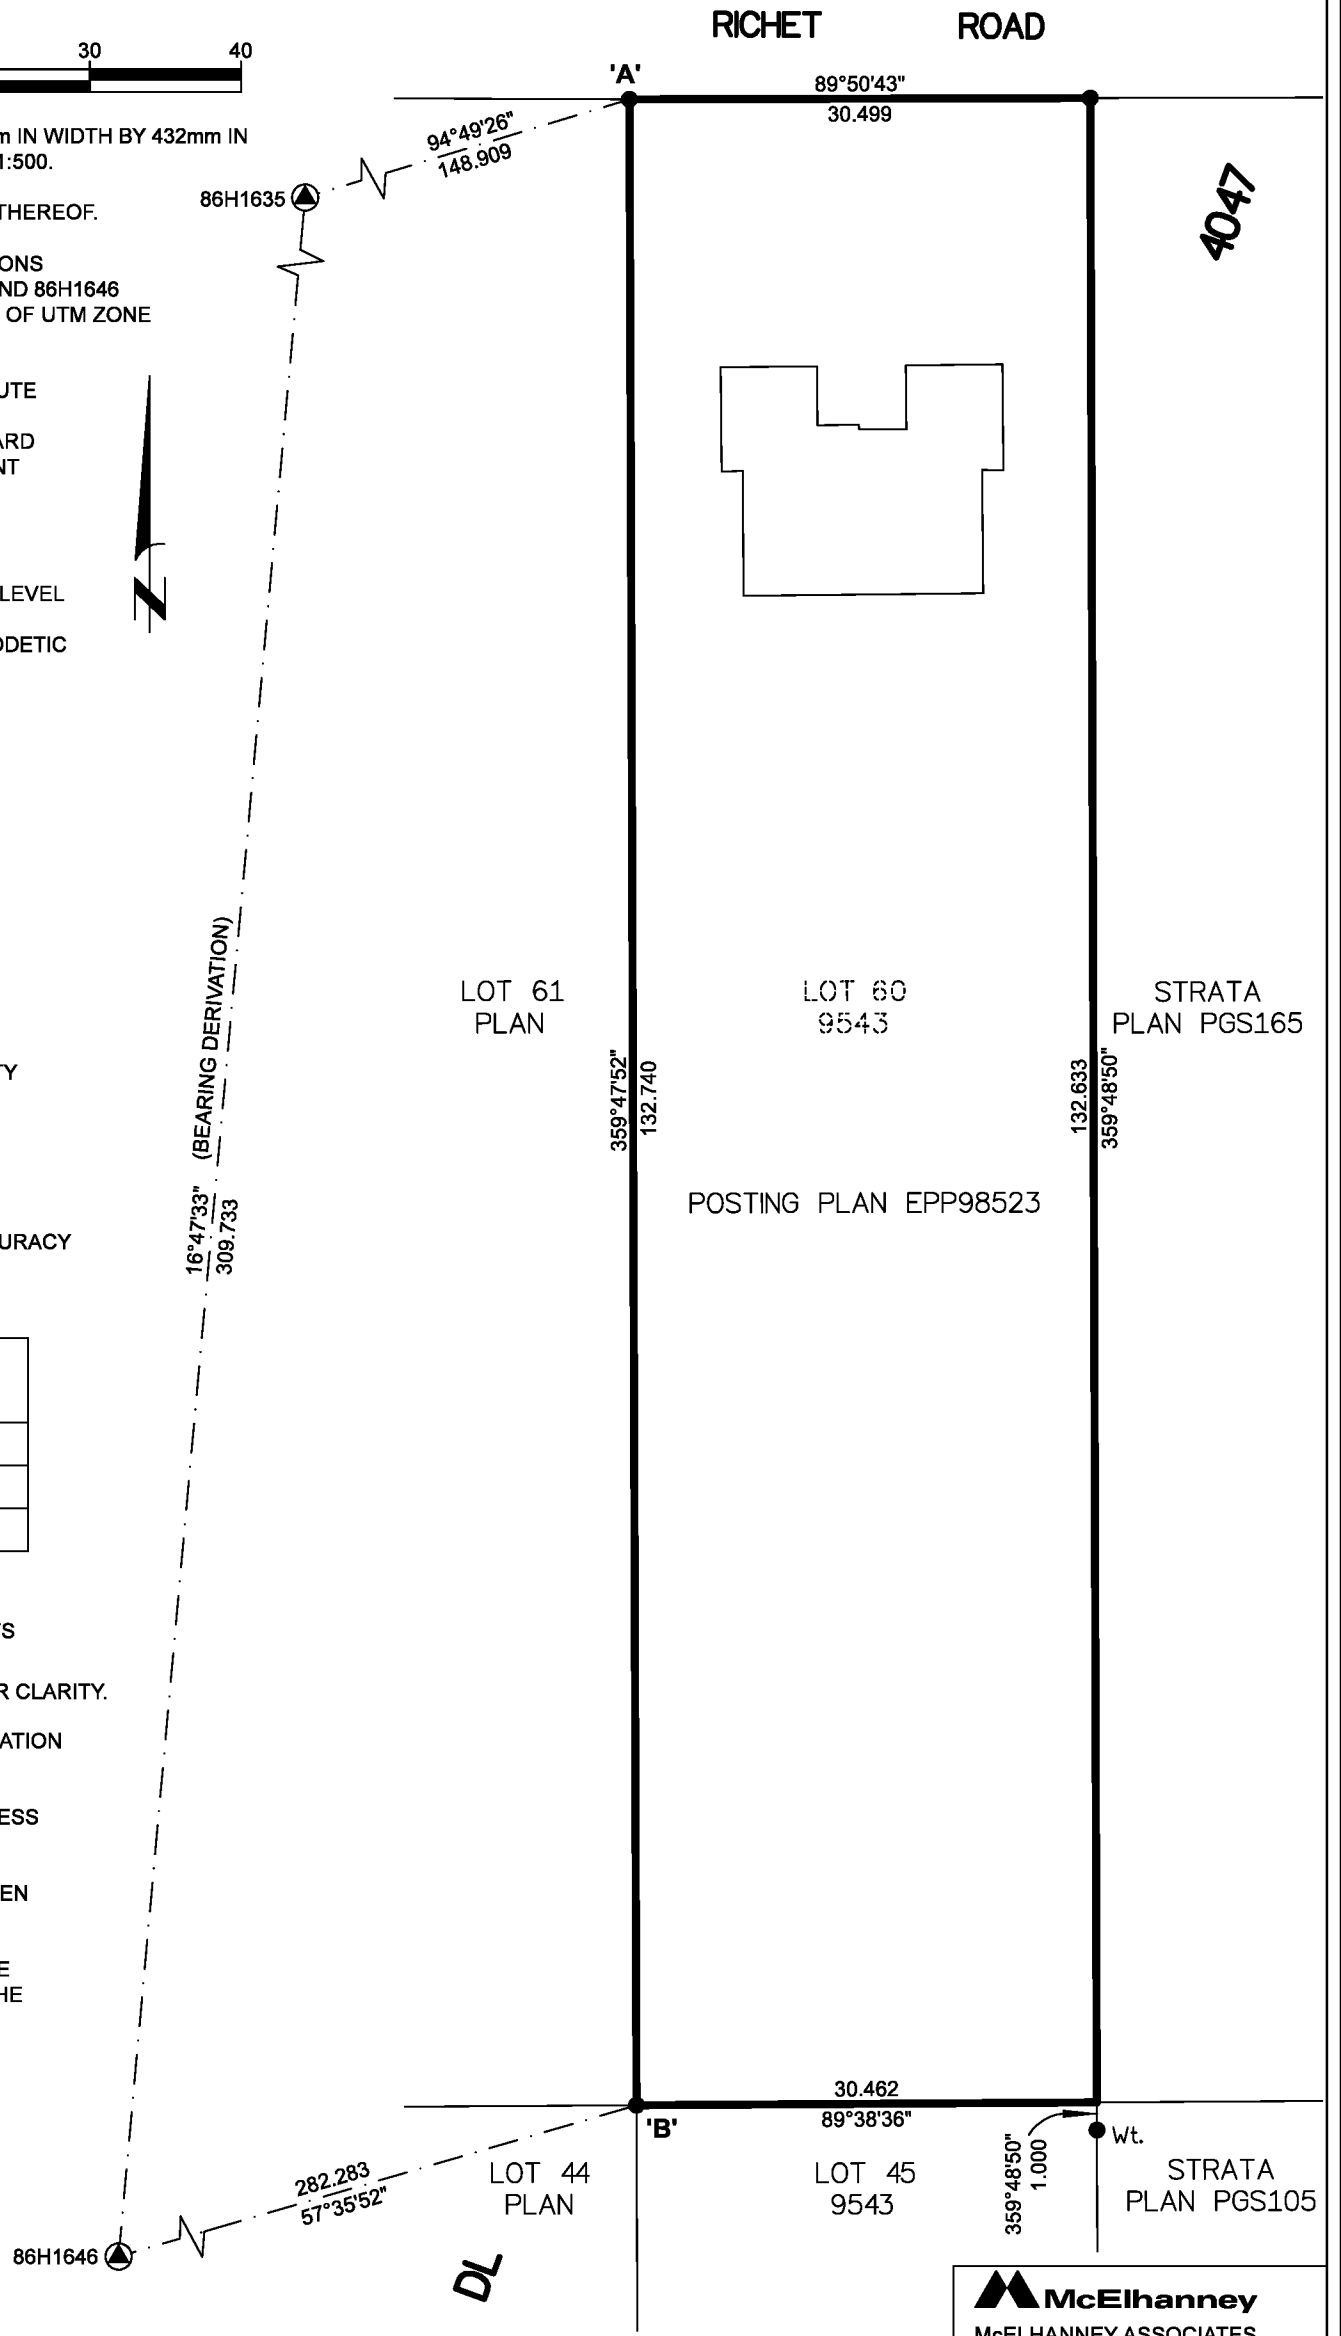 RICHET ROAD
30 40
'A'
89°50'43"
30.499
94°49'26"
148.909
m IN WIDTH BY 432mm IN
1:500.
86H1635
THEREOF.
4047
ONS
ND 86H1646
OF UTM ZONE
UTE
ARD
NT
N
LEVEL
ODETIC
(BEARING DERIVATION)
16°47'33"
309.733
LOT 61
PLAN
LOT 60
9543
STRATA
PLAN PGS165
359°47'52"
132.740
132.633
359°48'50"
TY
POSTING PLAN EPP98523
URACY
TS
R CLARITY.
ATION
ESS
EN
E
HE
30.462
89°38'36"
'B'
Wt.
359°48'50"
1.000
282.283
57°35'52"
LOT 44
PLAN
LOT 45
9543
STRATA
PLAN PGS105
86H1646
DL
McElhanney
McELHANNEY ASSOCIATES